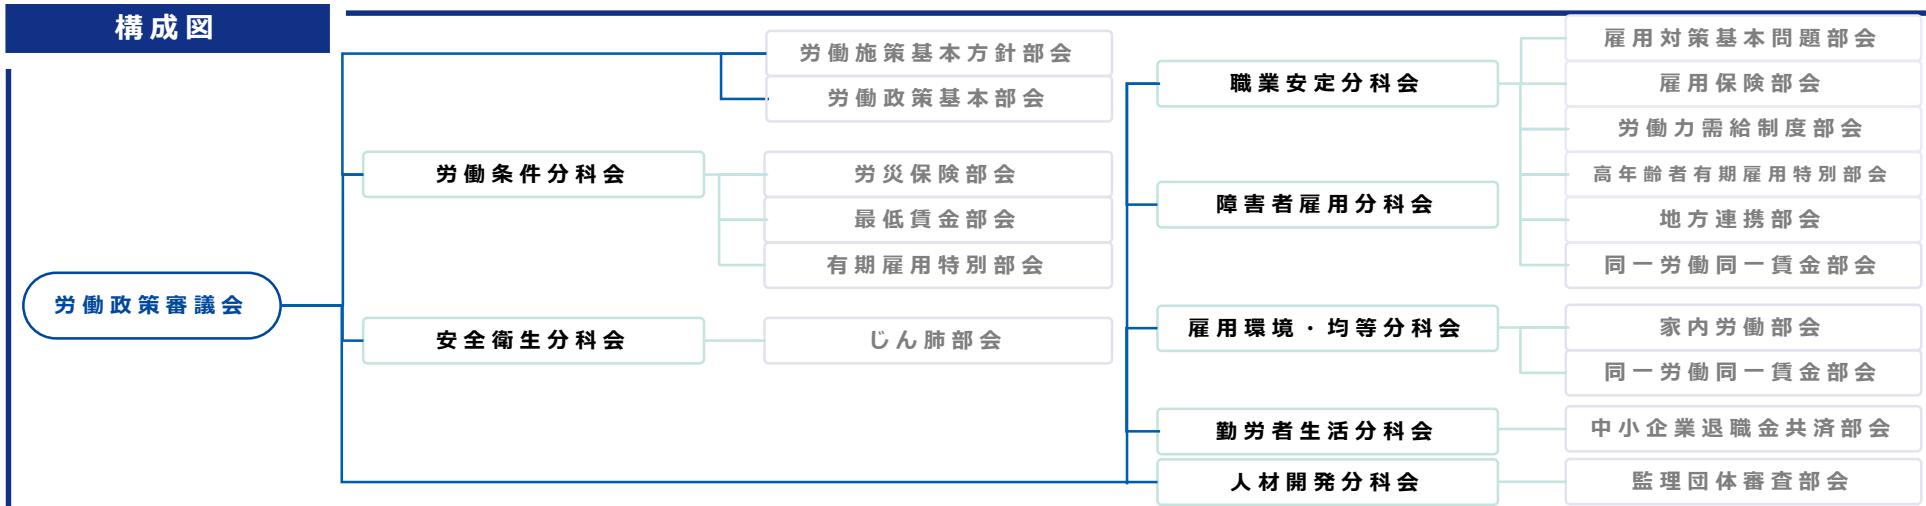 構成図
労働政策審議会
労働施策基本方針部会
労働政策基本部会
労働条件分科会
労災保険部会
最低賃金部会
有期雇用特別部会
安全衛生分科会
じん肺部会
職業安定分科会
雇用対策基本問題部会
雇用保険部会
労働力需給制度部会
高年齢者有期雇用特別部会
地方連携部会
同一労働同一賃金部会
障害者雇用分科会
雇用環境・均等分科会
家内労働部会
同一労働同一賃金部会
勤労者生活分科会
中小企業退職金共済部会
人材開発分科会
監理団体審査部会